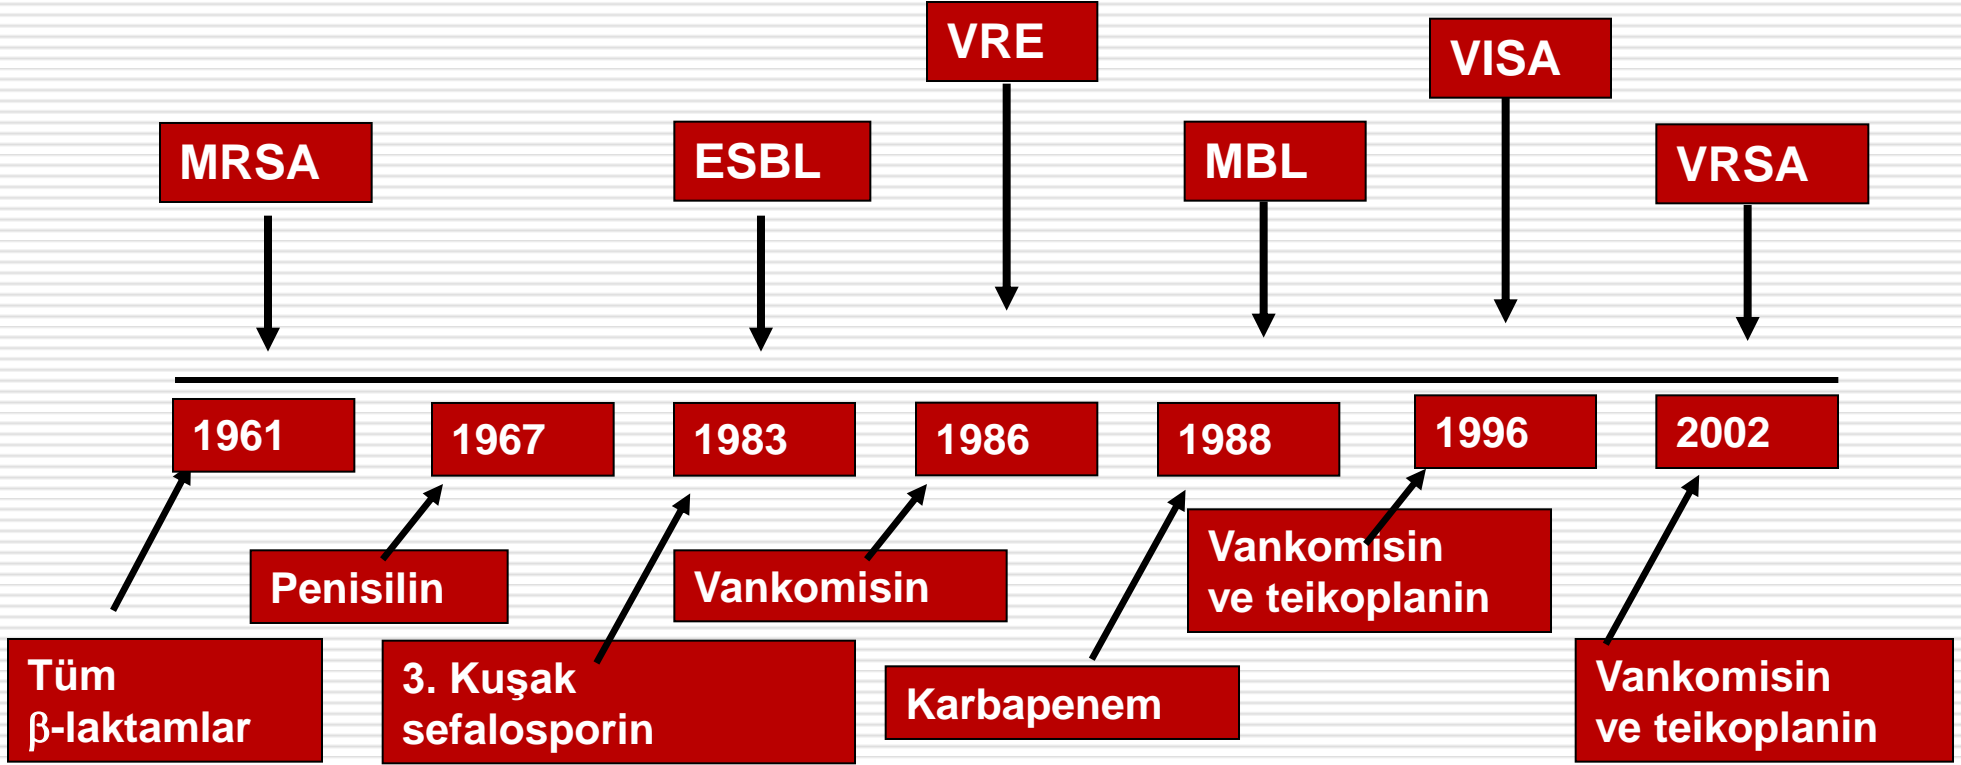 VRE
VISA
MRSA
ESBL
MBL
VRSA
1961
1967
1983
1986
1988
1996
2002
Penisilin
Vankomisin
Vankomisin
ve teikoplanin
Tüm
β-laktamlar
3. Kuşak
sefalosporin
Karbapenem
Vankomisin
ve teikoplanin